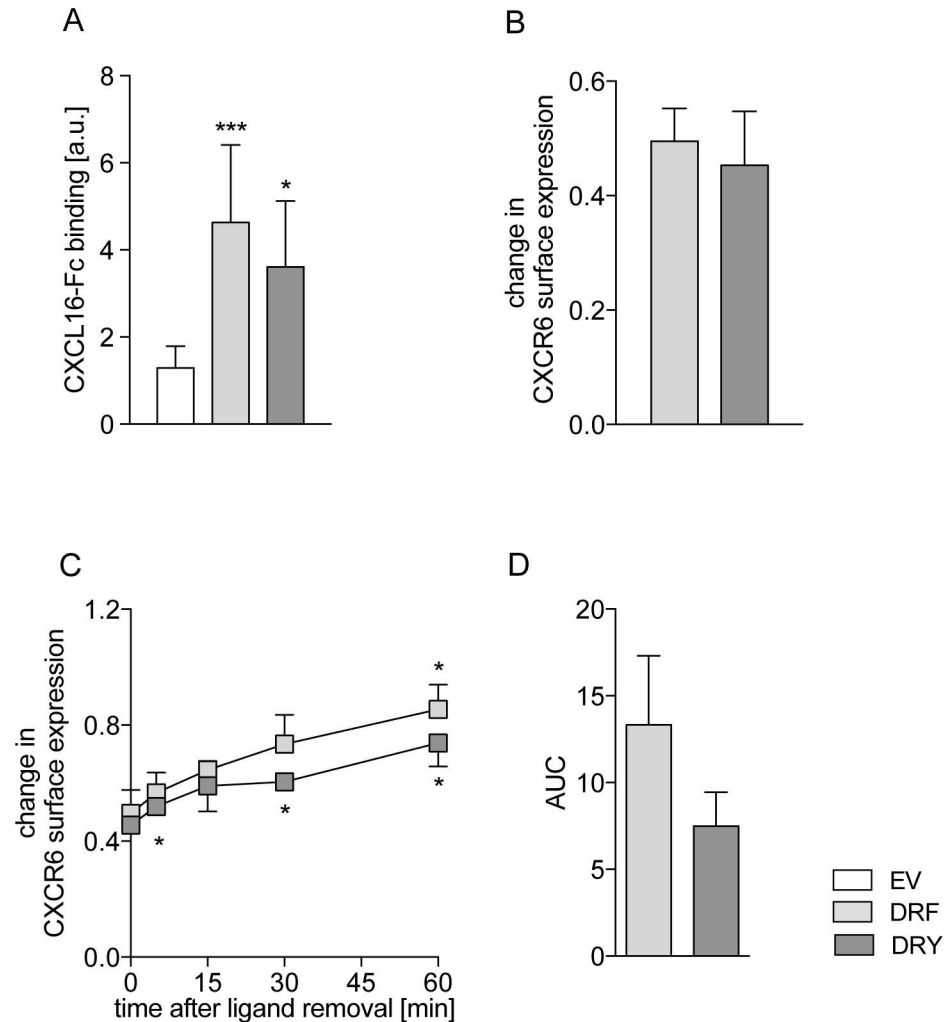 A
CXCL16-Fc binding [a.u.]
8
6
4
2
0
***
*
B
change in
CXCR6 surface expression
0.6
0.4
0.2
0.0
C
change in
CXCR6 surface expression
1.2
0.8
0.4
0.0
*
*
*
*
0 15 30 45 60
time after ligand removal [min]
D
AUC
20
15
10
5
0
EV
DRF
DRY